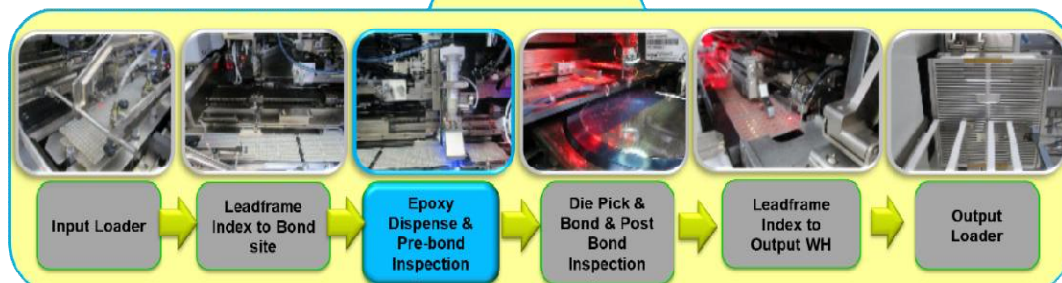 Input Loader
Leadframe
Index to Bond
site
Epoxy
Dispense &
Pre-bond
Inspection
Die Pick &
Bond & Post
Bond
Inspection
Leadframe
Index to
Output WH
Output
Loader